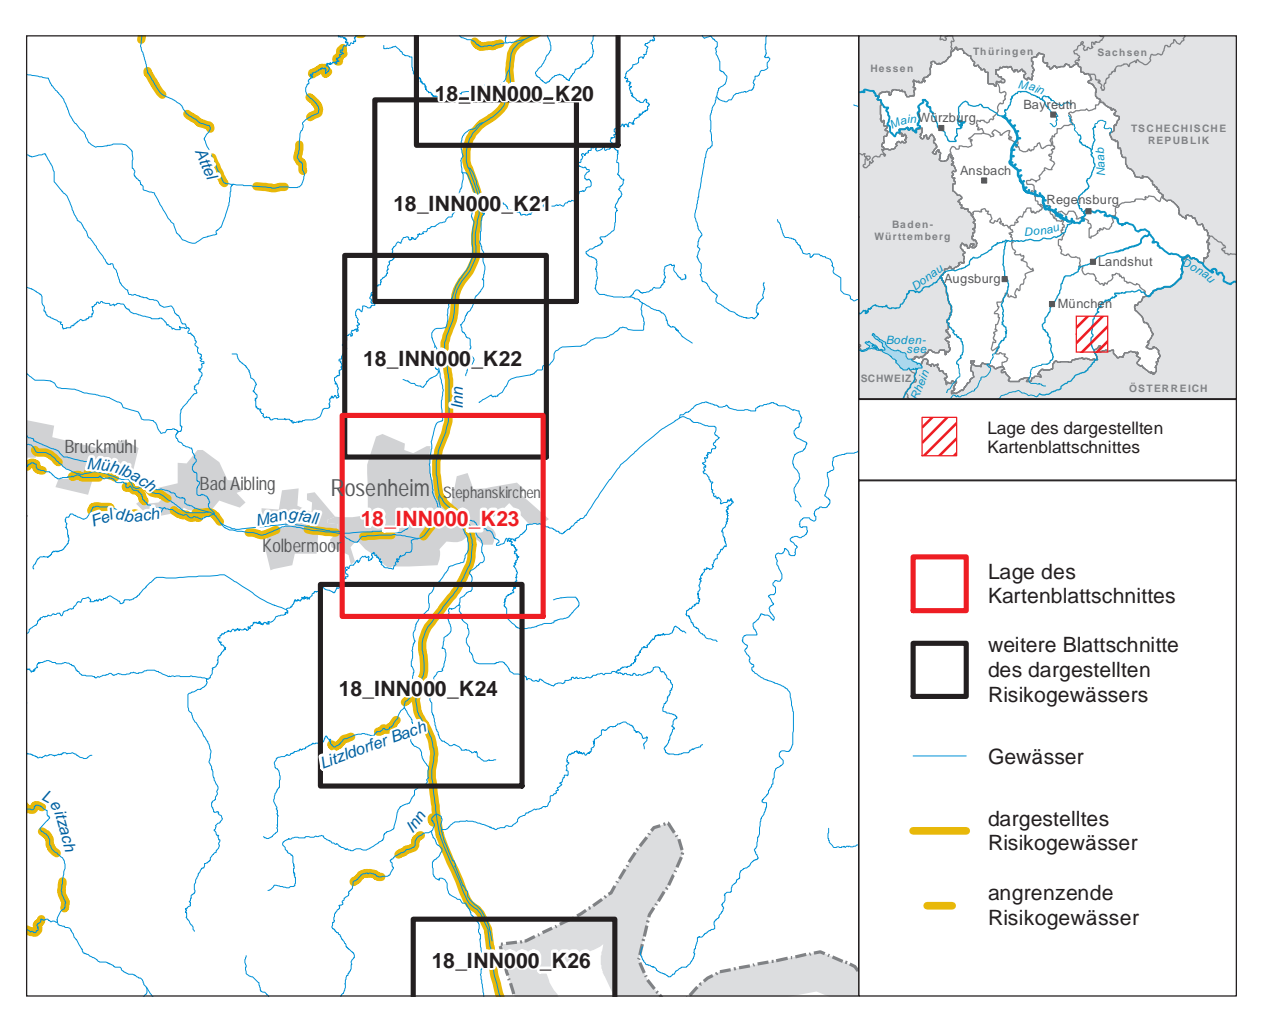 18_INN000_K20
Attel
18_INN000_K21
18_INN000_K22
Inn
Bruckmühl
Mühlbach
Bad Aibling
Rosenheim
Stephanskirchen
Feldbach
Mangfall
18_INN000_K23
Kolbermoor
18_INN000_K24
Litzldorfer Bach
Leitzach
Inn
18_INN000_K26
Thüringen
Sachsen
Hessen
Main
Bayreuth
Main
Würzburg
TSCHECHISCHE
REPUBLIK
Naab
Ansbach
Regensburg
Baden-
Württemberg
Donau
Landshut
Donau
Donau
Augsburg
München
Boden-
see
SCHWEIZ
Rhein
ÖSTERREICH
Lage des dargestellten
Kartenblattschnittes
Lage des
Kartenblattschnittes
weitere Blattschnitte
des dargestellten
Risikogewässers
Gewässer
dargestelltes
Risikogewässer
angrenzende
Risikogewässer